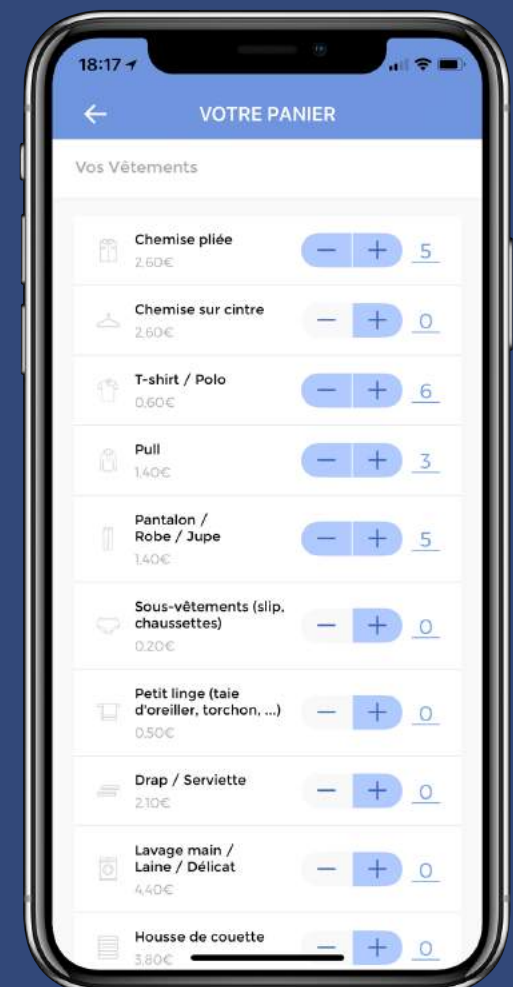 18:17
VOTRE PANIER
Vos Vêtements
Chemise pliée
2,60€
5
Chemise sur cintre
2,60€
0
T-shirt / Polo
0,60€
6
Pull
1,40€
3
Pantalon /
Robe / Jupe
1,40€
5
Sous-vêtements (slip,
chaussettes)
0,20€
0
Petit linge (taie
d'oreiller, torchon, ...)
0,50€
0
Drap / Serviette
2,10€
0
Lavage main /
Laine / Délicat
4,40€
0
Housse de couette
3,80€
0